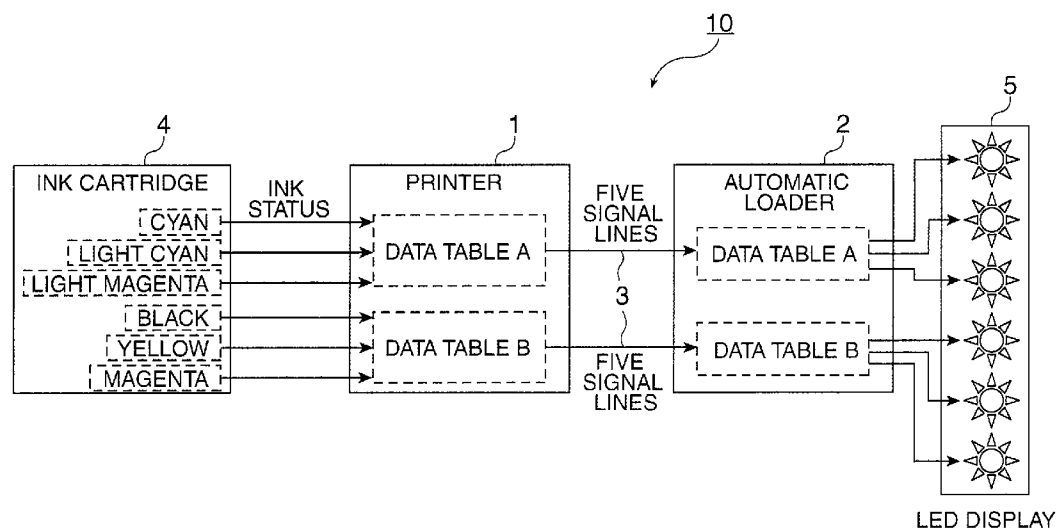 10
4
INK CARTRIDGE
CYAN
LIGHT CYAN
LIGHT MAGENTA
BLACK
YELLOW
MAGENTA
INK
STATUS
1
PRINTER
DATA TABLE A
DATA TABLE B
FIVE
SIGNAL
LINES
3
FIVE
SIGNAL
LINES
2
AUTOMATIC
LOADER
DATA TABLE A
DATA TABLE B
5
LED DISPLAY